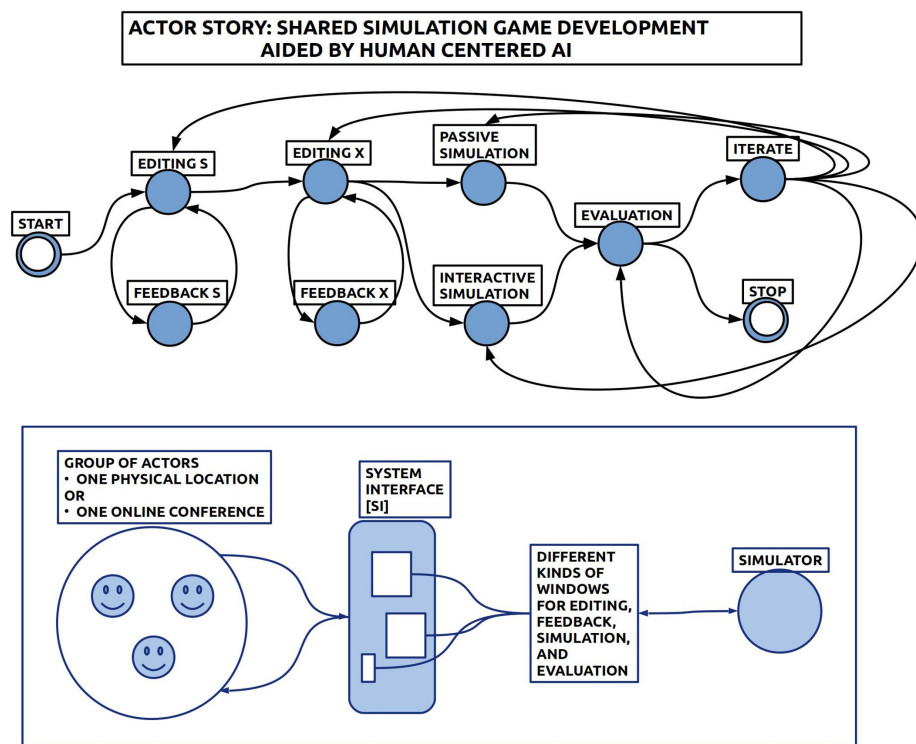 ACTOR STORY: SHARED SIMULATION GAME DEVELOPMENT
AIDED BY HUMAN CENTERED AI
EDITING S
EDITING X
PASSIVE
SIMULATION
ITERATE
START
EVALUATION
FEEDBACK S
FEEDBACK X
INTERACTIVE
SIMULATION
STOP
GROUP OF ACTORS
• ONE PHYSICAL LOCATION
OR
• ONE ONLINE CONFERENCE
SYSTEM
INTERFACE
[SI]
DIFFERENT
KINDS OF
WINDOWS
FOR EDITING,
FEEDBACK,
SIMULATION,
AND
EVALUATION
SIMULATOR